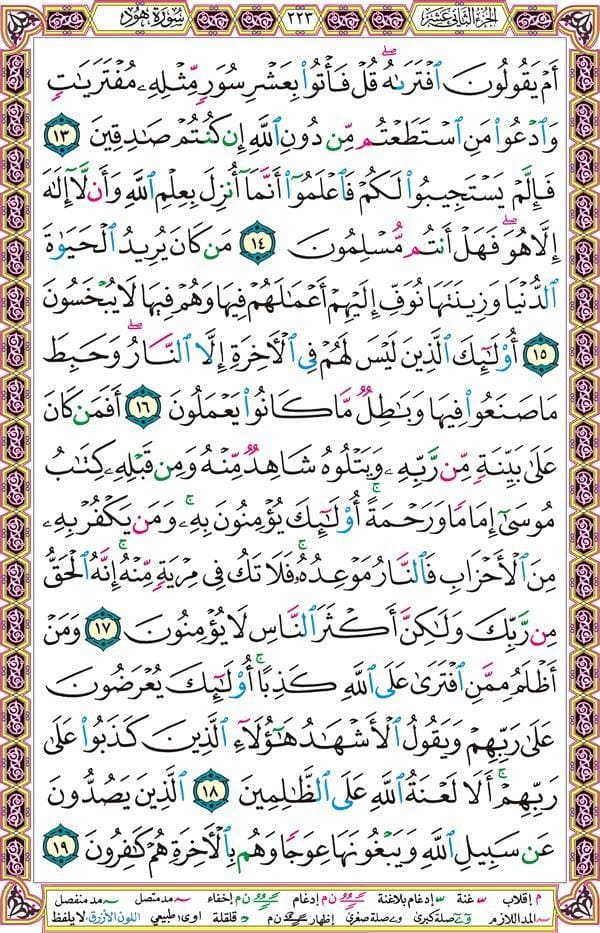 الجزء الثاني عشر ٢٢٣ سورة هود
أَمْ يَقُولُونَ ٱفْتَرَىٰهُ ۖ قُلْ فَأْتُوا۟ بِعَشْرِ سُوَرٍ مِّثْلِهِۦ مُفْتَرَيَٰتٍ
وَٱدْعُوا۟ مَنِ ٱسْتَطَعْتُم مِّن دُونِ ٱللَّهِ إِن كُنتُمْ صَٰدِقِينَ ١٣
فَإِلَّمْ يَسْتَجِيبُوا۟ لَكُمْ فَٱعْلَمُوٓا۟ أَنَّمَآ أُنزِلَ بِعِلْمِ ٱللَّهِ وَأَن لَّآ إِلَٰهَ
إِلَّا هُوَ ۖ فَهَلْ أَنتُم مُّسْلِمُونَ ١٤ مَن كَانَ يُرِيدُ ٱلْحَيَوٰةَ
ٱلدُّنْيَا وَزِينَتَهَا نُوَفِّ إِلَيْهِمْ أَعْمَٰلَهُمْ فِيهَا وَهُمْ فِيهَا لَا يُبْخَسُونَ
١٥ أُو۟لَٰٓئِكَ ٱلَّذِينَ لَيْسَ لَهُمْ فِى ٱلْءَاخِرَةِ إِلَّا ٱلنَّارُ ۖ وَحَبِطَ
مَا صَنَعُوا۟ فِيهَا وَبَٰطِلٌ مَّا كَانُوا۟ يَعْمَلُونَ ١٦ أَفَمَن كَانَ
عَلَىٰ بَيِّنَةٍ مِّن رَّبِّهِۦ وَيَتْلُوهُ شَاهِدٌ مِّنْهُ وَمِن قَبْلِهِۦ كِتَٰبُ
مُوسَىٰٓ إِمَامًا وَرَحْمَةً ۚ أُو۟لَٰٓئِكَ يُؤْمِنُونَ بِهِۦ ۚ وَمَن يَكْفُرْ بِهِۦ
مِنَ ٱلْأَحْزَابِ فَٱلنَّارُ مَوْعِدُهُۥ ۚ فَلَا تَكُ فِى مِرْيَةٍ مِّنْهُ ۚ إِنَّهُ ٱلْحَقُّ
مِن رَّبِّكَ وَلَٰكِنَّ أَكْثَرَ ٱلنَّاسِ لَا يُؤْمِنُونَ ١٧ وَمَنْ
أَظْلَمُ مِمَّنِ ٱفْتَرَىٰ عَلَى ٱللَّهِ كَذِبًا ۚ أُو۟لَٰٓئِكَ يُعْرَضُونَ
عَلَىٰ رَبِّهِمْ وَيَقُولُ ٱلْأَشْهَٰدُ هَٰٓؤُلَآءِ ٱلَّذِينَ كَذَبُوا۟ عَلَىٰ
رَبِّهِمْ ۚ أَلَا لَعْنَةُ ٱللَّهِ عَلَى ٱلظَّٰلِمِينَ ١٨ ٱلَّذِينَ يَصُدُّونَ
عَن سَبِيلِ ٱللَّهِ وَيَبْغُونَهَا عِوَجًا وَهُم بِٱلْءَاخِرَةِ هُمْ كَٰفِرُونَ ١٩
م إقلاب غنة إدغام بلاغنة ن م إدغام ن م إخفاء مد متصل مد منفصل
المد اللازم صلة كبرى صلة صغرى إظهار ن م قلقلة اوى طبيعي اللون الأزرق لا يلفظ